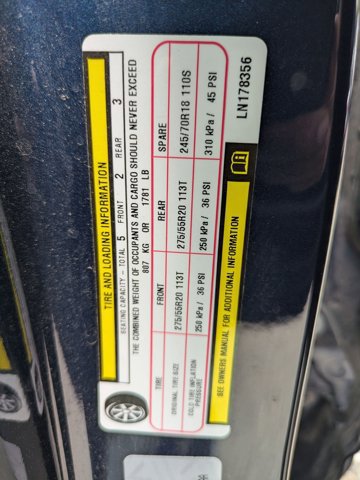 TIRE AND LOADING INFORMATION
SEATING CAPACITY - TOTAL 5 FRONT 2 REAR 3
THE COMBINED WEIGHT OF OCCUPANTS AND CARGO SHOULD NEVER EXCEED
807 KG OR 1781 LB
TIRE FRONT REAR SPARE
ORIGINAL TIRE SIZE 275/55R20 113T 275/55R20 113T 245/70R18 110S
COLD TIRE INFLATION PRESSURE 250 kPa / 36 PSI 250 kPa / 36 PSI 310 kPa / 45 PSI
SEE OWNERS MANUAL FOR ADDITIONAL INFORMATION
LN178356